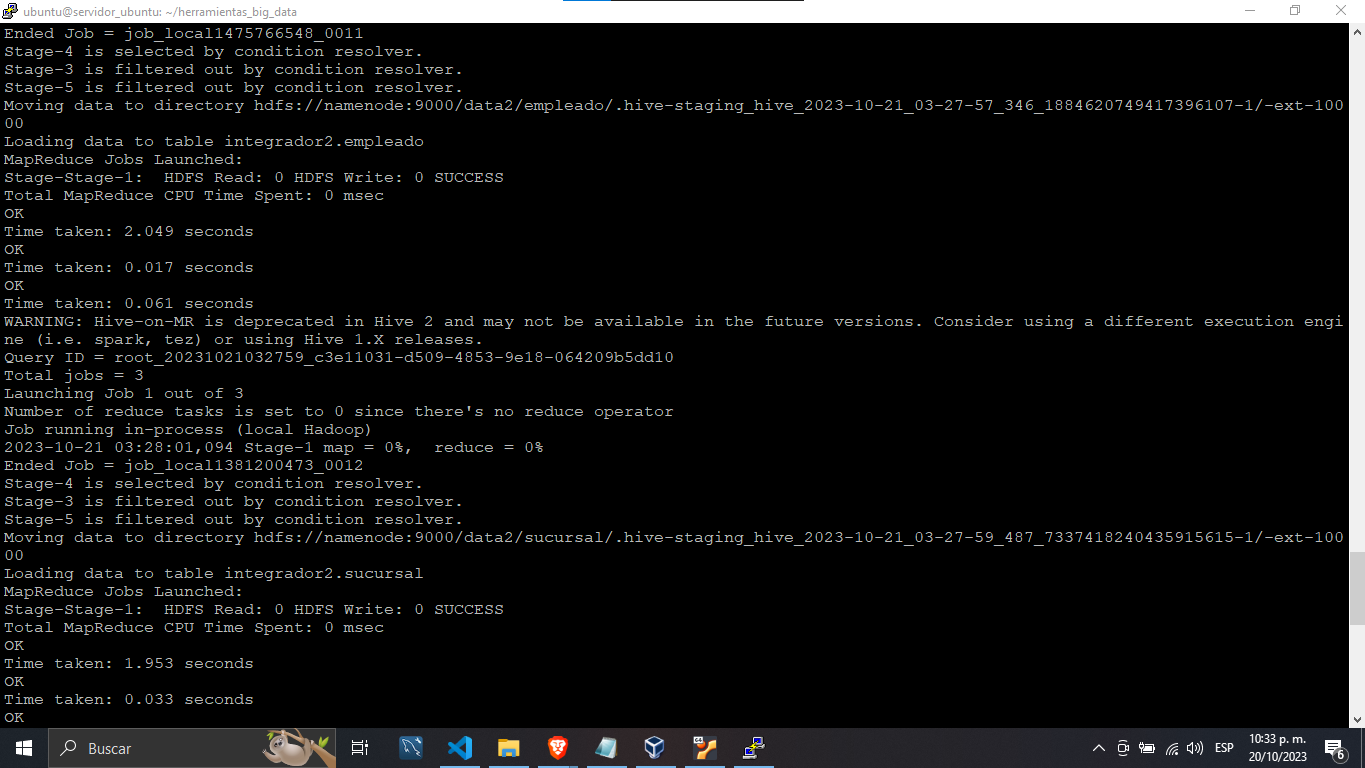 ubuntu@servidor_ubuntu: ~/herramientas_big_data
Ended Job = job_local1475766548_0011
Stage-4 is selected by condition resolver.
Stage-3 is filtered out by condition resolver.
Stage-5 is filtered out by condition resolver.
Moving data to directory hdfs://namenode:9000/data2/empleado/.hive-staging_hive_2023-10-21_03-27-57_346_1884620749417396107-1/-ext-100
00
Loading data to table integrador2.empleado
MapReduce Jobs Launched:
Stage-Stage-1:  HDFS Read: 0 HDFS Write: 0 SUCCESS
Total MapReduce CPU Time Spent: 0 msec
OK
Time taken: 2.049 seconds
OK
Time taken: 0.017 seconds
OK
Time taken: 0.061 seconds
WARNING: Hive-on-MR is deprecated in Hive 2 and may not be available in the future versions. Consider using a different execution engi
ne (i.e. spark, tez) or using Hive 1.X releases.
Query ID = root_20231021032759_c3e11031-d509-4853-9e18-064209b5dd10
Total jobs = 3
Launching Job 1 out of 3
Number of reduce tasks is set to 0 since there's no reduce operator
Job running in-process (local Hadoop)
2023-10-21 03:28:01,094 Stage-1 map = 0%,  reduce = 0%
Ended Job = job_local1381200473_0012
Stage-4 is selected by condition resolver.
Stage-3 is filtered out by condition resolver.
Stage-5 is filtered out by condition resolver.
Moving data to directory hdfs://namenode:9000/data2/sucursal/.hive-staging_hive_2023-10-21_03-27-59_487_7337418240435915615-1/-ext-100
00
Loading data to table integrador2.sucursal
MapReduce Jobs Launched:
Stage-Stage-1:  HDFS Read: 0 HDFS Write: 0 SUCCESS
Total MapReduce CPU Time Spent: 0 msec
OK
Time taken: 1.953 seconds
OK
Time taken: 0.033 seconds
OK
Buscar
64
ESP
10:33 p. m.
20/10/2023
6